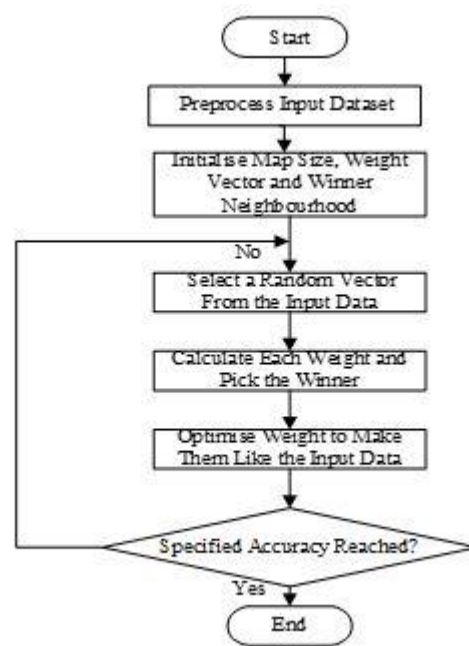 Start
Preprocess Input Dataset
Initialise Map Size, Weight
Vector and Winner
Neighbourhood
No
Select a Random Vector
From the Input Data
Calculate Each Weight and
Pick the Winner
Optimise Weight to Make
Them Like the Input Data
Specified Accuracy Reached?
Yes
End